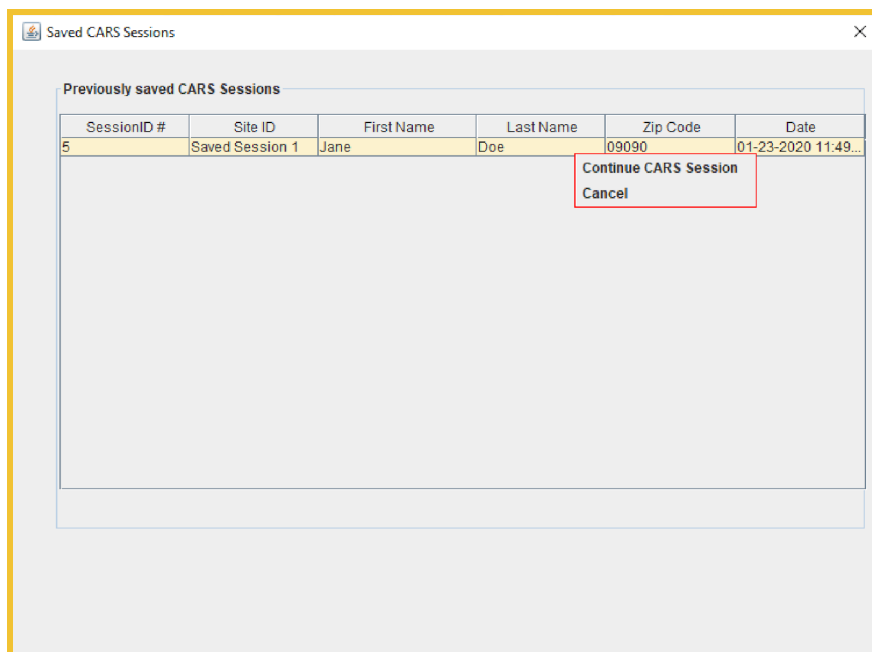 Saved CARS Sessions
Previously saved CARS Sessions
SessionID # Site ID First Name Last Name Zip Code Date
5 Saved Session 1 Jane Doe 09090 01-23-2020 11:49...
Continue CARS Session
Cancel